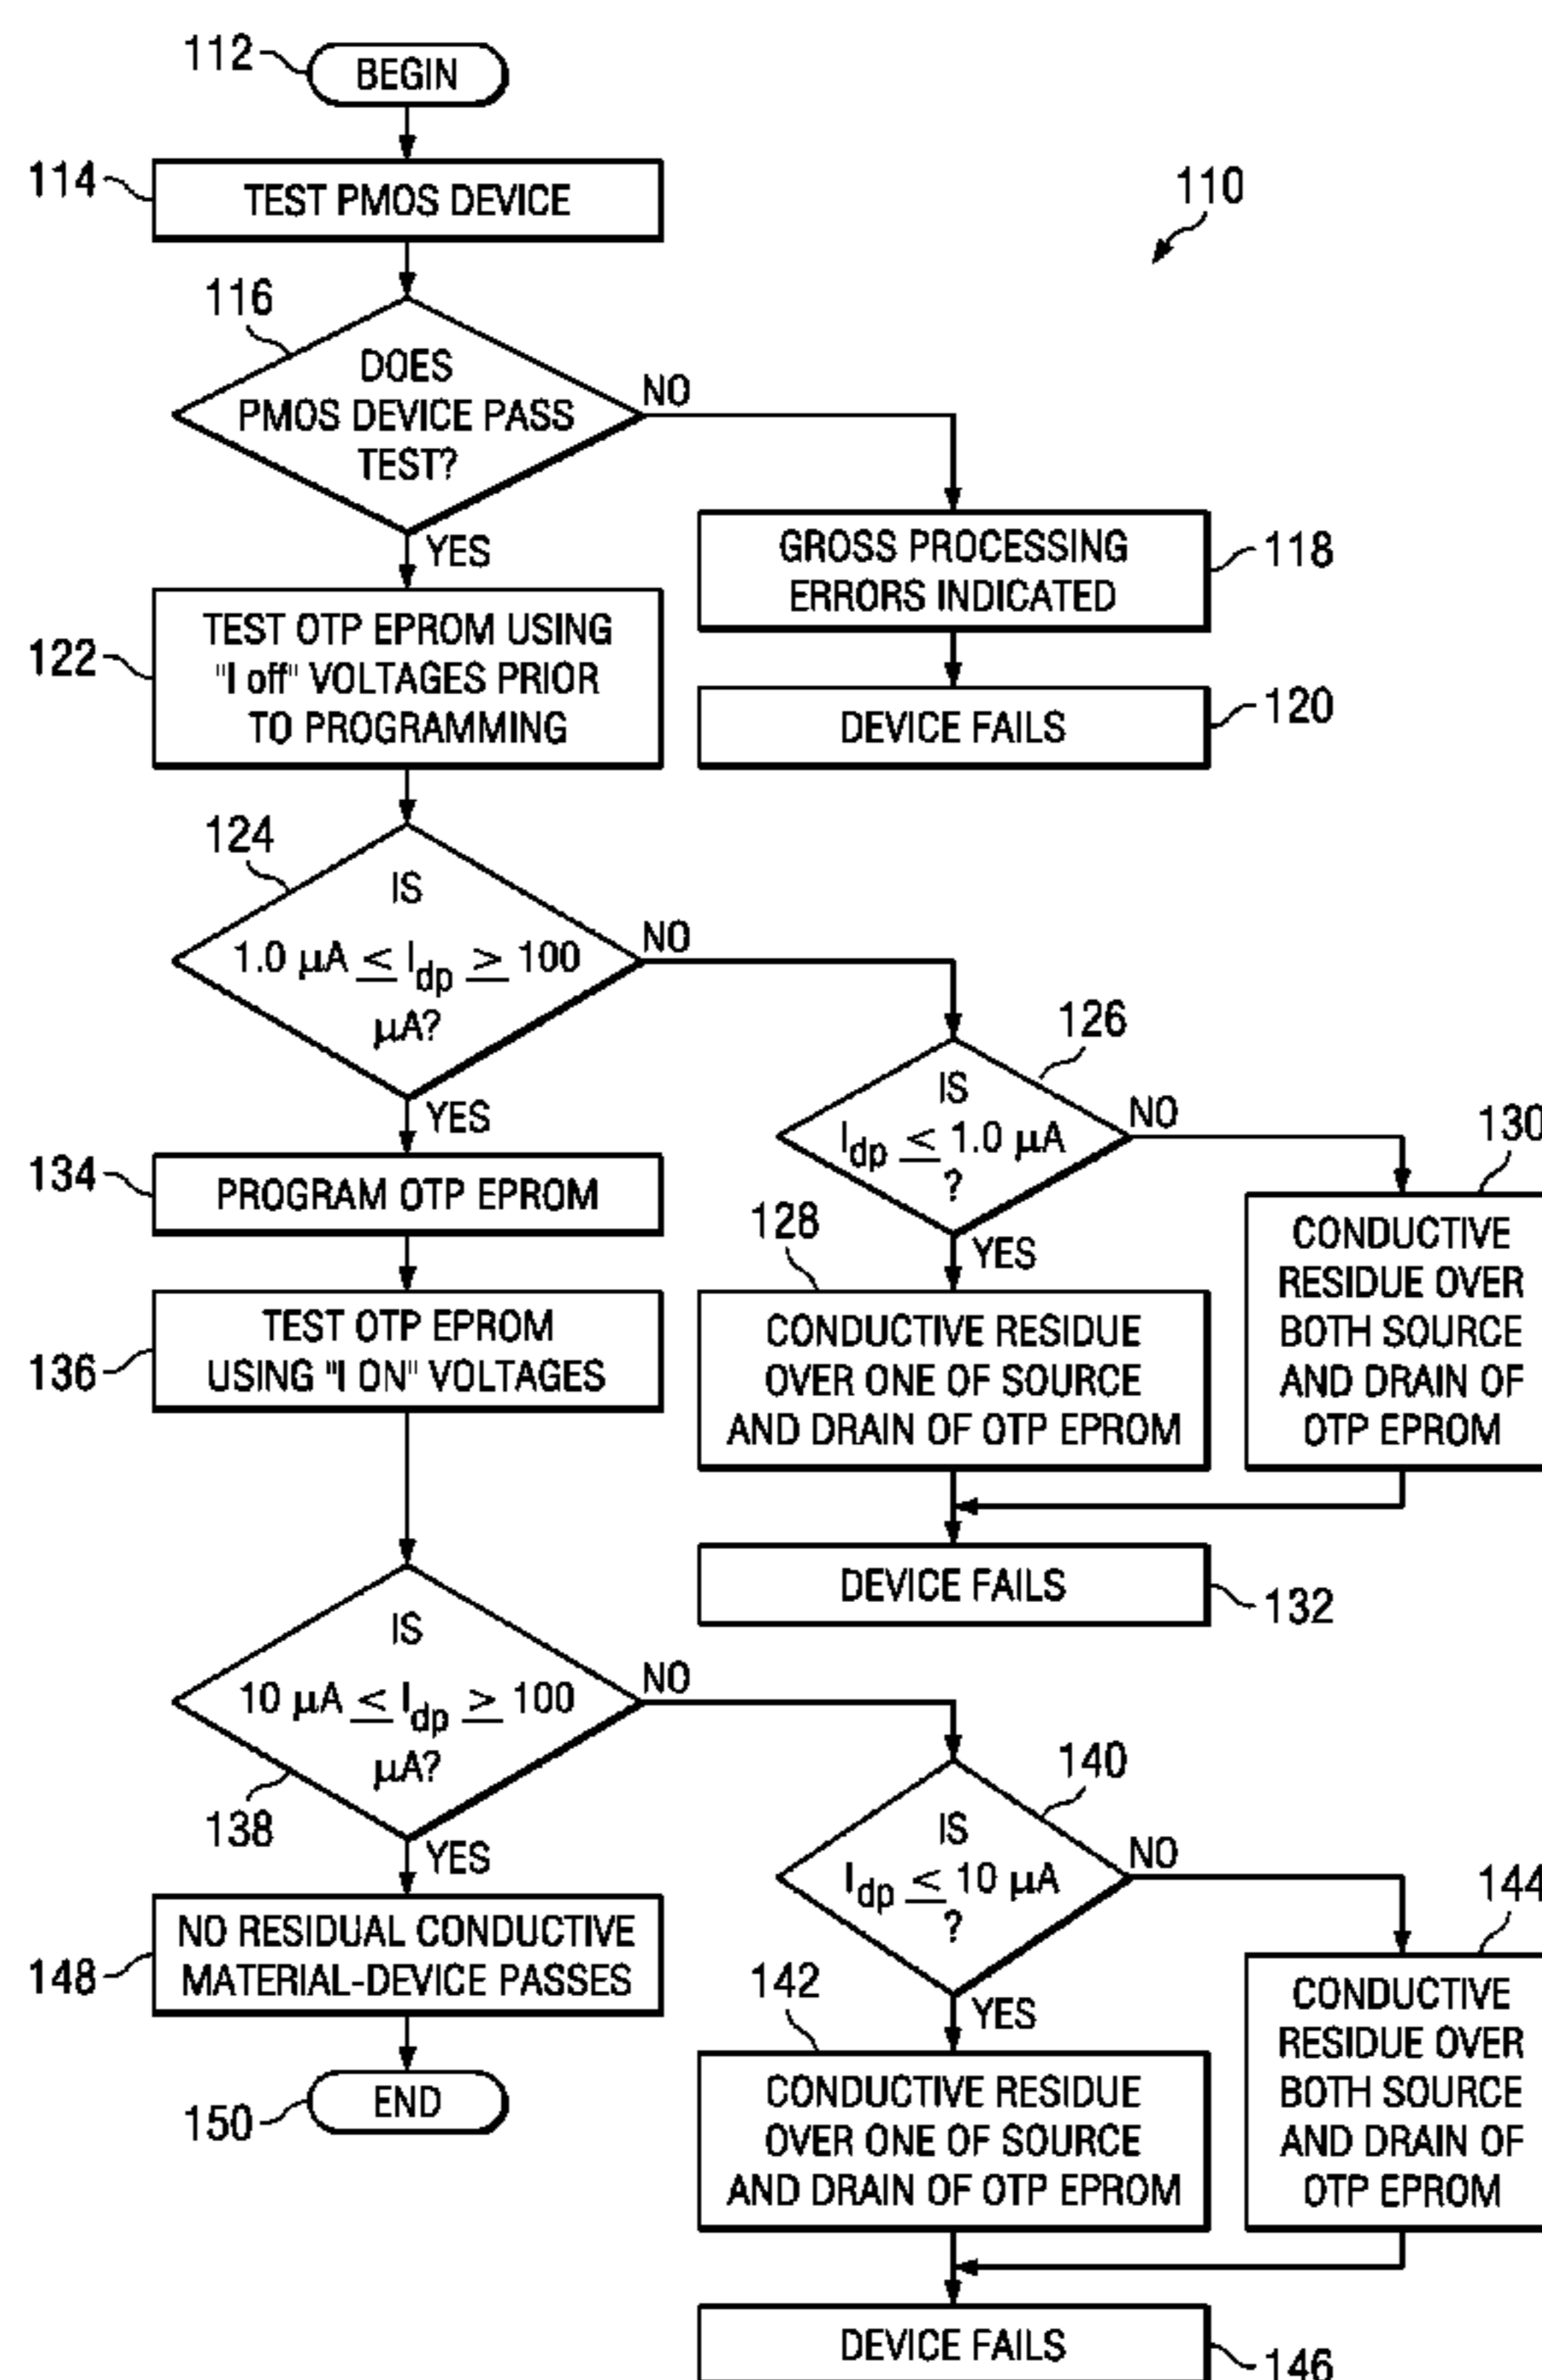 112
BEGIN
114
TEST PMOS DEVICE
110
116
DOES
PMOS DEVICE PASS
TEST?
NO
YES
GROSS PROCESSING
ERRORS INDICATED
118
122
TEST OTP EPROM USING
"I off" VOLTAGES PRIOR
TO PROGRAMMING
DEVICE FAILS
120
124
IS
1.0 µA ≤ Idp ≥ 100
µA?
NO
YES
126
IS
Idp ≤ 1.0 µA
?
NO
YES
130
CONDUCTIVE
RESIDUE OVER
BOTH SOURCE
AND DRAIN OF
OTP EPROM
134
PROGRAM OTP EPROM
128
CONDUCTIVE RESIDUE
OVER ONE OF SOURCE
AND DRAIN OF OTP EPROM
136
TEST OTP EPROM
USING "I ON" VOLTAGES
DEVICE FAILS
132
IS
10 µA ≤ Idp ≥ 100
µA?
138
NO
YES
140
IS
Idp ≤ 10 µA
?
NO
YES
144
CONDUCTIVE
RESIDUE OVER
BOTH SOURCE
AND DRAIN OF
OTP EPROM
148
NO RESIDUAL CONDUCTIVE
MATERIAL-DEVICE PASSES
142
CONDUCTIVE RESIDUE
OVER ONE OF SOURCE
AND DRAIN OF OTP EPROM
150
END
DEVICE FAILS
146